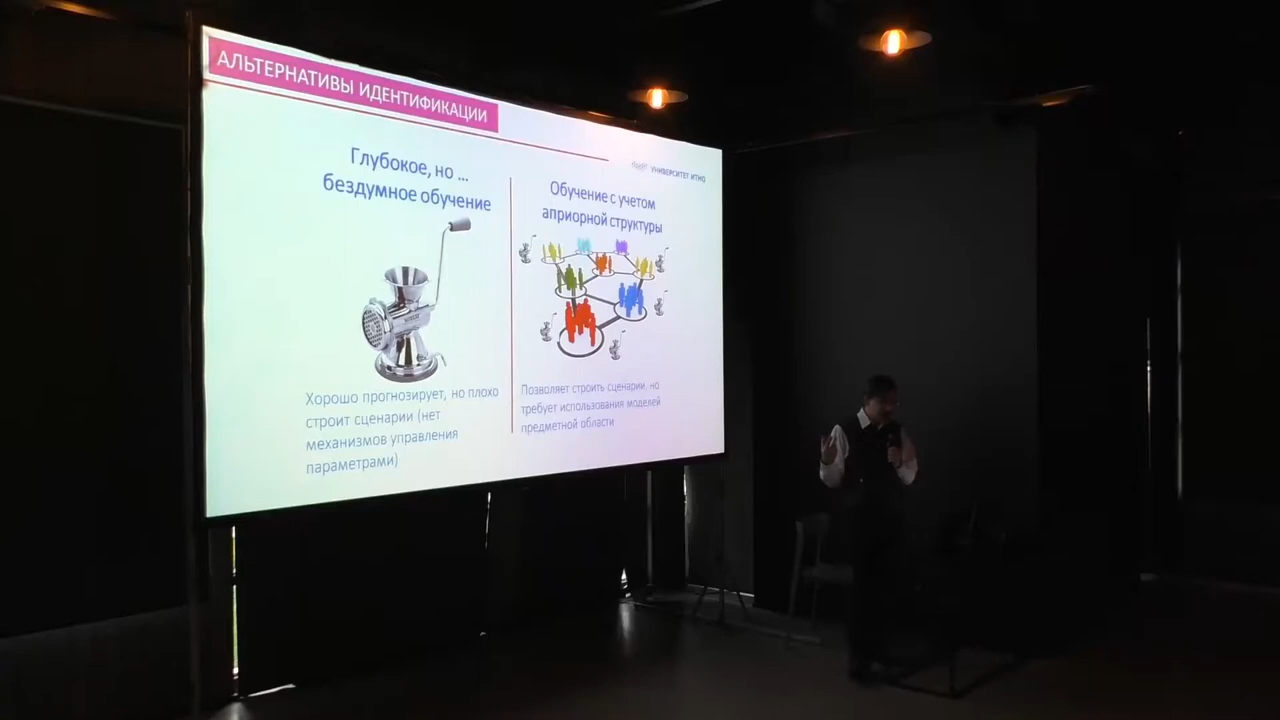 АЛЬТЕРНАТИВЫ ИДЕНТИФИКАЦИИ
УНИВЕРСИТЕТ ИТМО
Глубокое, но ...
бездумное обучение
Хорошо прогнозирует, но плохо
строит сценарии (нет
механизмов управления
параметрами)
Обучение с учетом
априорной структуры
Позволяет строить сценарии, но
требует использования моделей
предметной области